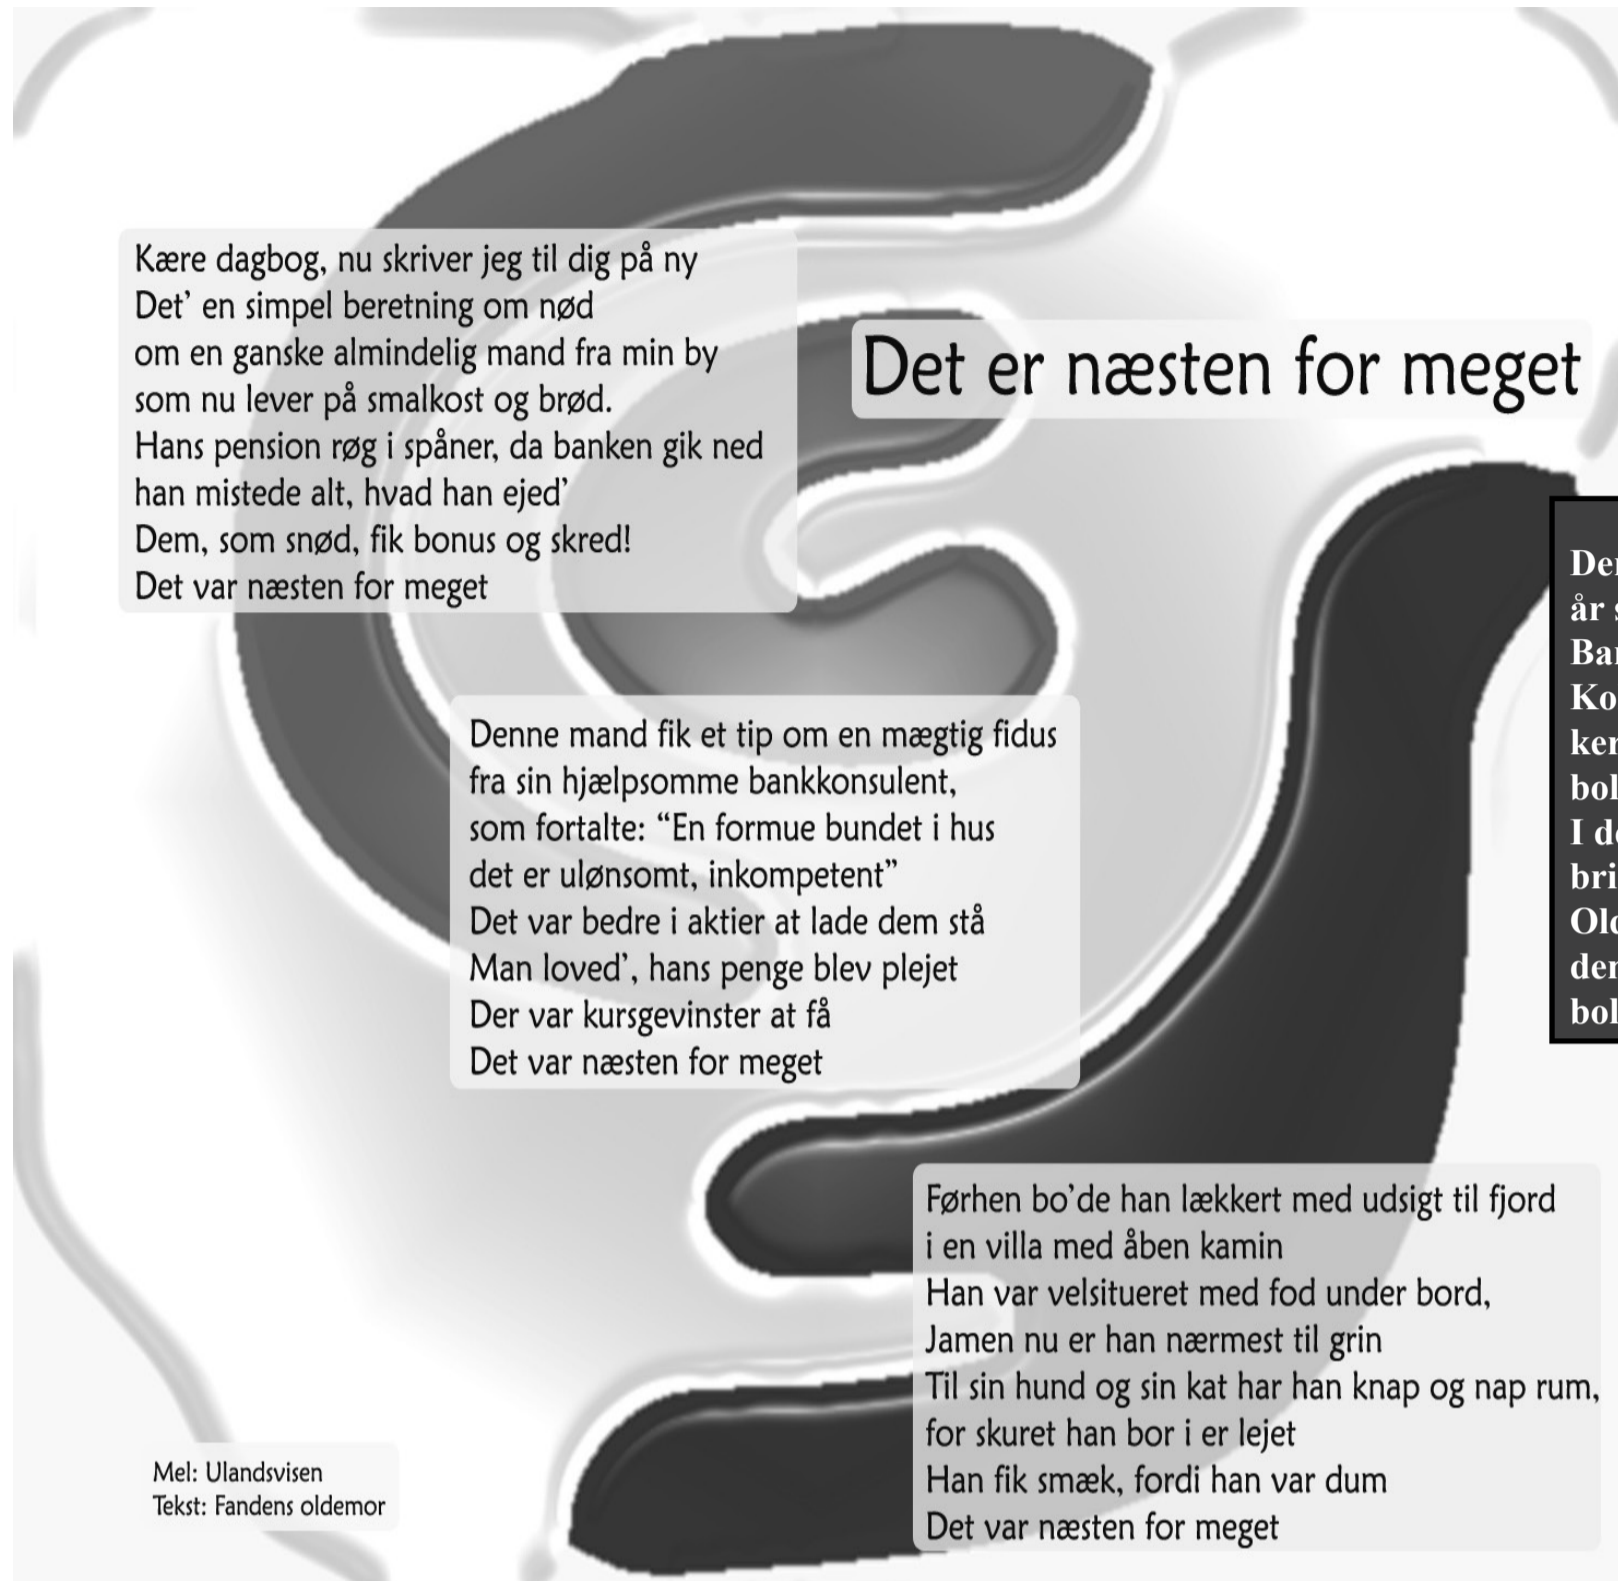 Det er næsten for meget
Kære dagbog, nu skriver jeg til dig på ny
Det’ en simpel beretning om nød
om en ganske almindelig mand fra min by
som nu lever på smalkost og brød.
Hans pension røg i spåner, da banken gik ned
han mistede alt, hvad han ejed’
Dem, som snød, fik bonus og skred!
Det var næsten for meget
Denne mand fik et tip om en mægtig fidus
fra sin hjælpsomme bankkonsulent,
som fortalte: “En formue bundet i hus
det er ulønsomt, inkompetent”
Det var bedre i aktier at lade dem stå
Man loved’, hans penge blev plejet
Der var kursgevinster at få
Det var næsten for meget
Førhen bo’de han lækkert med udsigt til fjord
i en villa med åben kamin
Han var velsitueret med fod under bord,
Jamen nu er han nærmest til grin
Til sin hund og sin kat har han knap og nap rum,
for skuret han bor i er lejet
Han fik smæk, fordi han var dum
Det var næsten for meget
Mel: Ulandsvisen
Tekst: Fandens oldemor
år
I